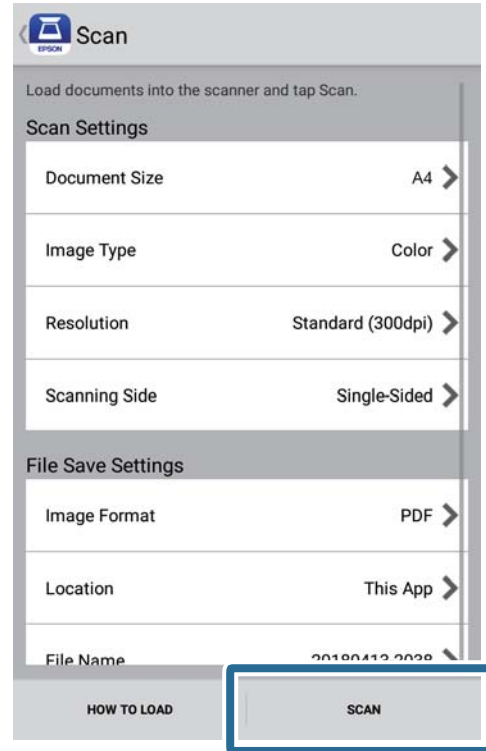 EPSON
Scan
Load documents into the scanner and tap Scan.
Scan Settings
Document Size A4
Image Type Color
Resolution Standard (300dpi)
Scanning Side Single-Sided
File Save Settings
Image Format PDF
Location This App
File Name 20180413 2038
HOW TO LOAD SCAN